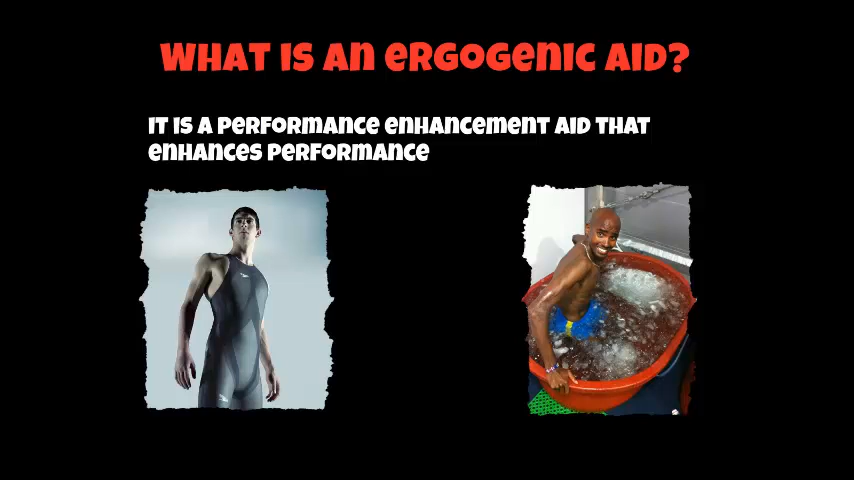 What is an ergogenic aid?
It is a performance enhancement aid that
enhances performance